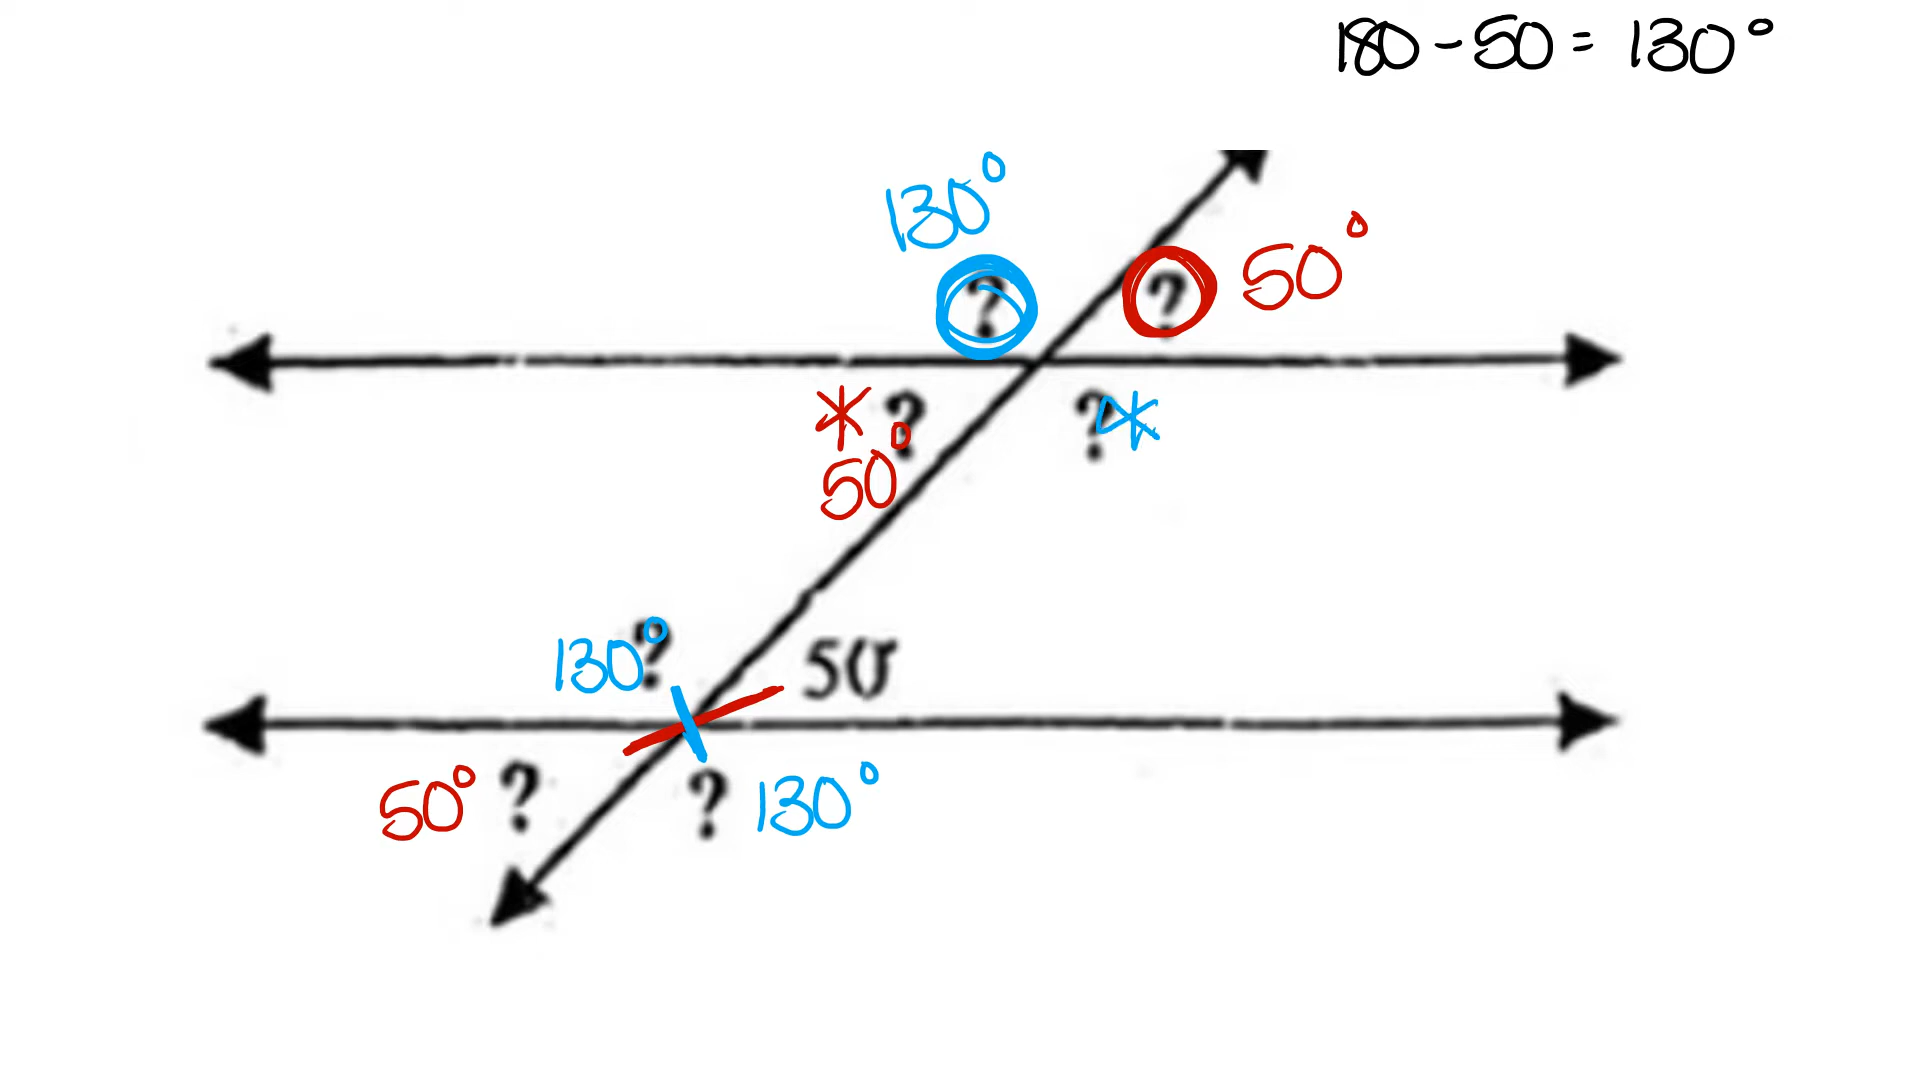 180 - 50 = 130°
130°
? ? 50°
* ? ? *
50°
130° ? 50°
50° ? ? 130°